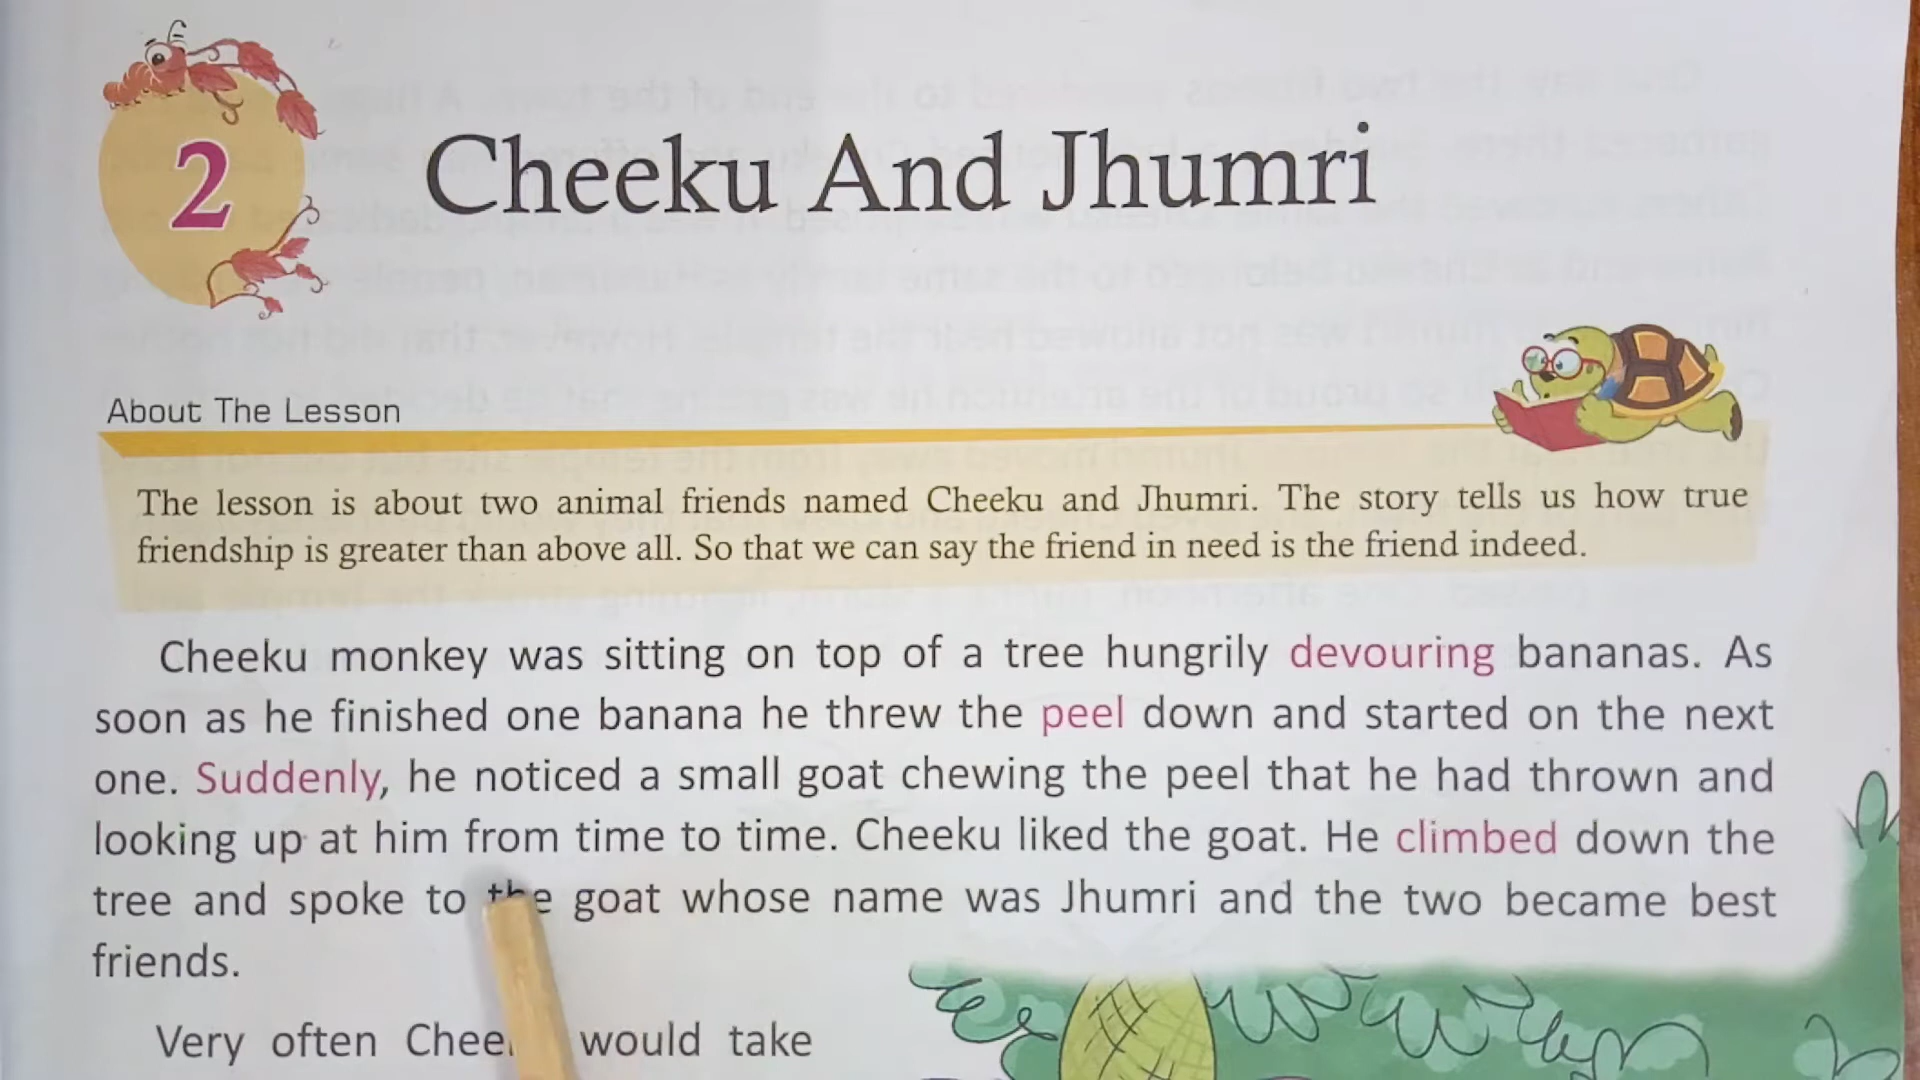 2
Cheeku And Jhumri
About The Lesson
The lesson is about two animal friends named Cheeku and Jhumri. The story tells us how true
friendship is greater than above all. So that we can say the friend in need is the friend indeed.
Cheeku monkey was sitting on top of a tree hungrily devouring bananas. As
soon as he finished one banana he threw the peel down and started on the next
one. Suddenly, he noticed a small goat chewing the peel that he had thrown and
looking up at him from time to time. Cheeku liked the goat. He climbed down the
tree and spoke to the goat whose name was Jhumri and the two became best
friends.
Very often would take